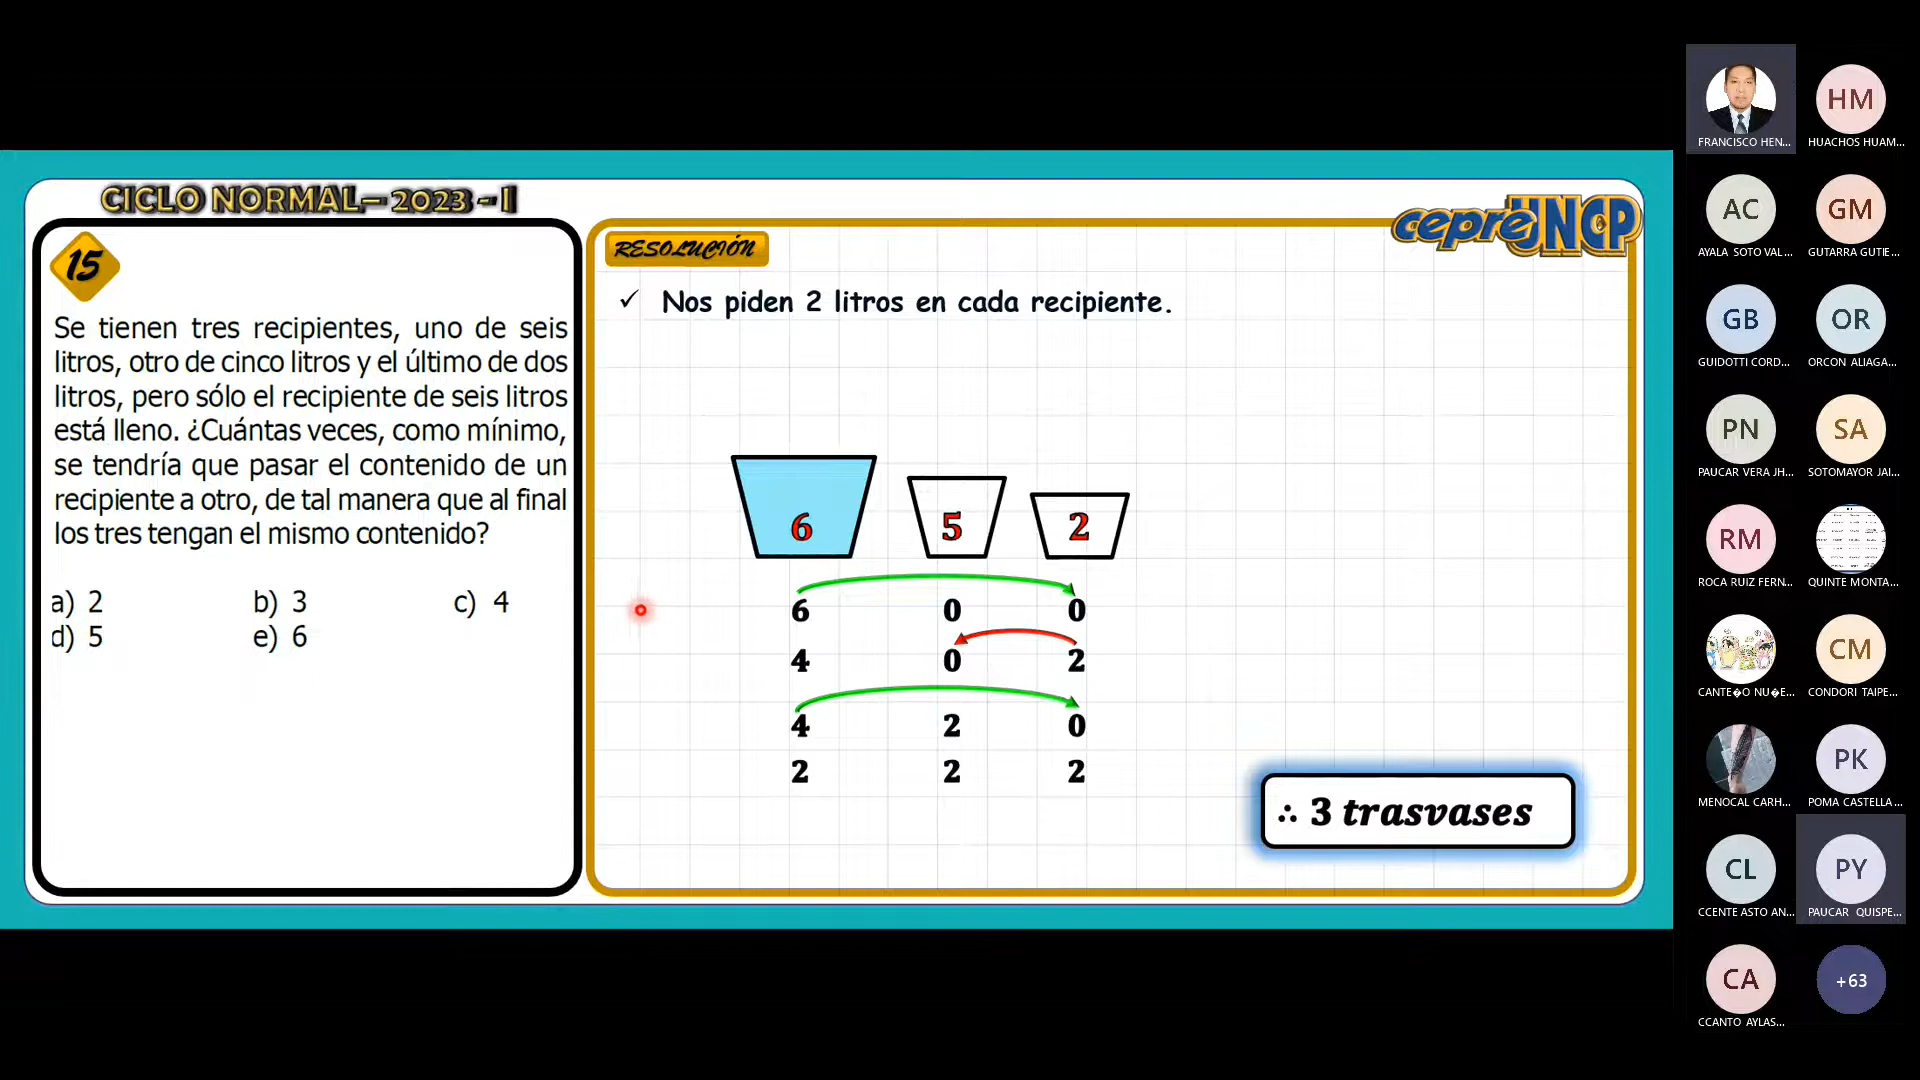 CICLO NORMAL– 2023 - I
cepreUNCP
15
Se tienen tres recipientes, uno de seis
litros, otro de cinco litros y el último de dos
litros, pero sólo el recipiente de seis litros
está lleno. ¿Cuántas veces, como mínimo,
se tendría que pasar el contenido de un
recipiente a otro, de tal manera que al final
los tres tengan el mismo contenido?
a) 2 b) 3 c) 4
d) 5 e) 6
RESOLUCIÓN
✓ Nos piden 2 litros en cada recipiente.
6 5 2
6 0 0
4 0 2
4 2 0
2 2 2
∴ 3 trasvases
FRANCISCO HEN...
HM
HUACHOS HUAM...
AC
AYALA SOTO VAL...
GM
GUTARRA GUTIE...
GB
GUIDOTTI CORD...
OR
ORCON ALIAGA...
PN
PAUCAR VERA JH...
SA
SOTOMAYOR JAI...
RM
ROCA RUIZ FERN...
QUINTE MONTA...
CANTE�O NU�E...
CM
CONDORI TAIPE...
MENOCAL CARH...
PK
POMA CASTELLA...
CL
CCENTE ASTO AN...
PY
PAUCAR QUISPE...
CA
CCANTO AYLAS...
+63